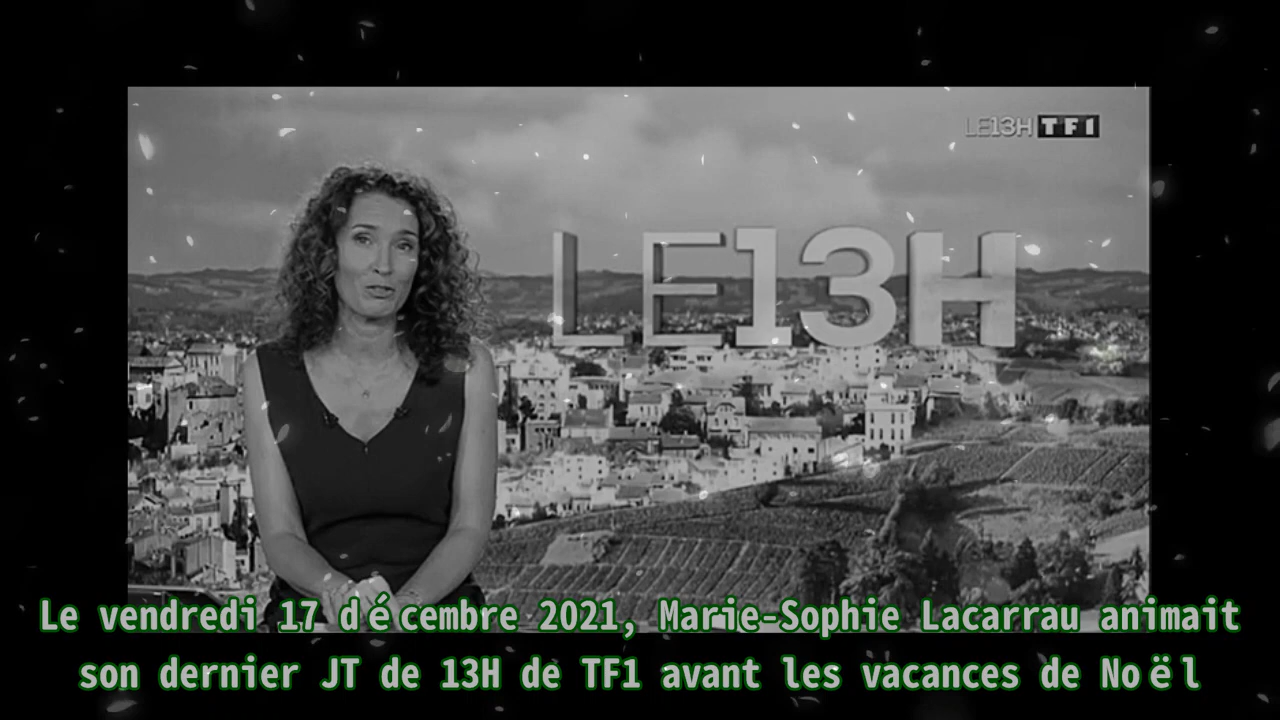 LE13H TF1
LE13H
Le vendredi 17 décembre 2021, Marie-Sophie Lacarrau animait
son dernier JT de 13H de TF1 avant les vacances de Noël